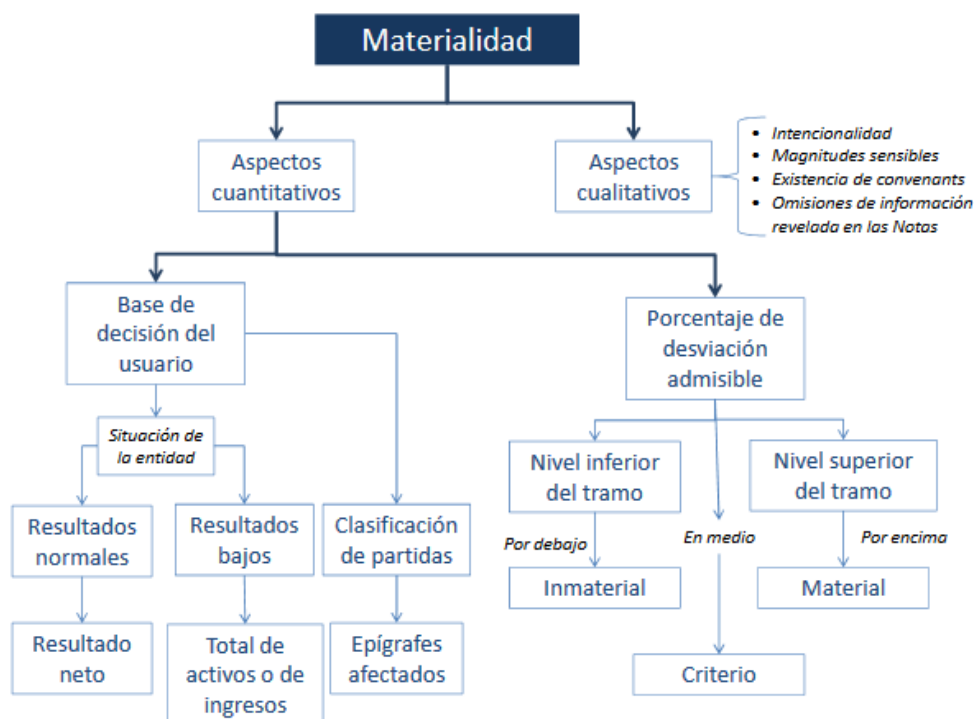 Materialidad
Aspectos
cuantitativos
Aspectos
cualitativos
• Intencionalidad
• Magnitudes sensibles
• Existencia de convenants
• Omisiones de información
revelada en las Notas
Base de
decisión del
usuario
Porcentaje de
desviación
admisible
Situación de
la entidad
Nivel inferior
del tramo
Nivel superior
del tramo
Resultados
normales
Resultados
bajos
Clasificación
de partidas
Por debajo
En medio
Por encima
Inmaterial
Material
Resultado
neto
Total de
activos o de
ingresos
Epígrafes
afectados
Criterio